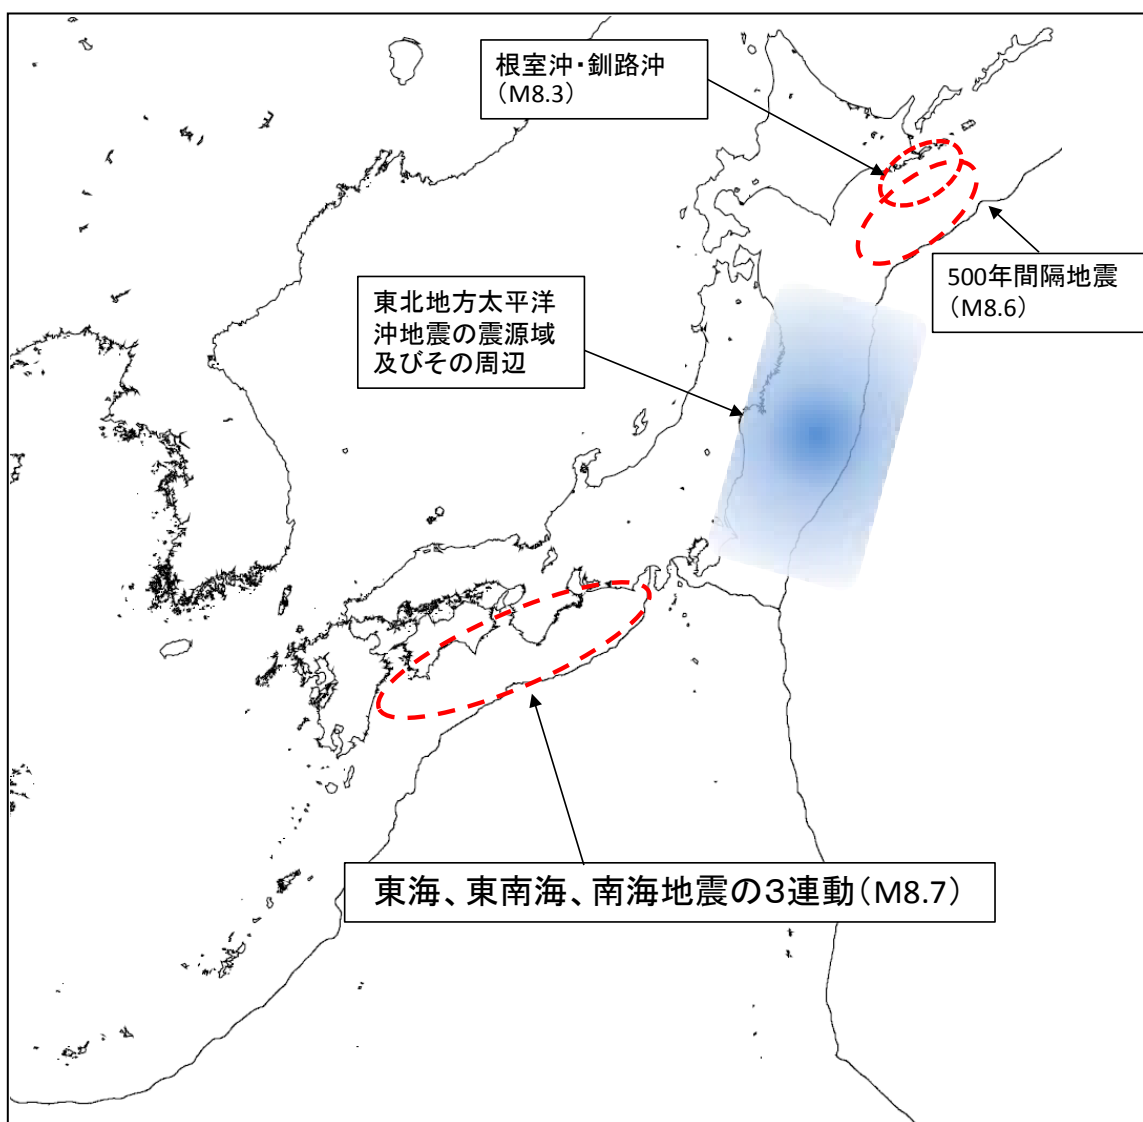 根室沖・釧路沖
（M8.3）
500年間隔地震
（M8.6）
東北地方太平洋
沖地震の震源域
及びその周辺
東海、東南海、南海地震の３連動（M8.7）